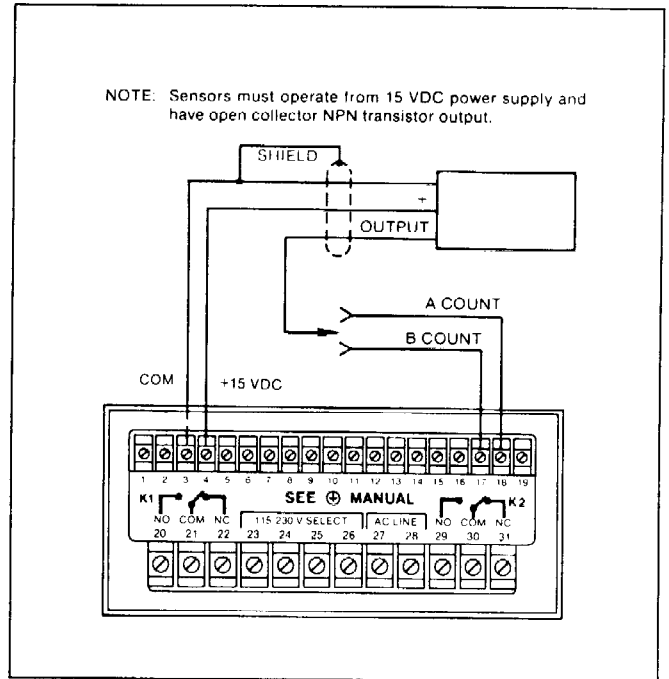 NOTE: Sensors must operate from 15 VDC power supply and
have open collector NPN transistor output.
SHIELD
+
OUTPUT
A COUNT
B COUNT
COM
+15 VDC
1 2 3 4 5 6 7 8 9 10 11 12 13 14 15 16 17 18 19
K1 SEE MANUAL K2
NO COM NC 115 230 V SELECT AC LINE NO COM NC
20 21 22 23 24 25 26 27 28 29 30 31